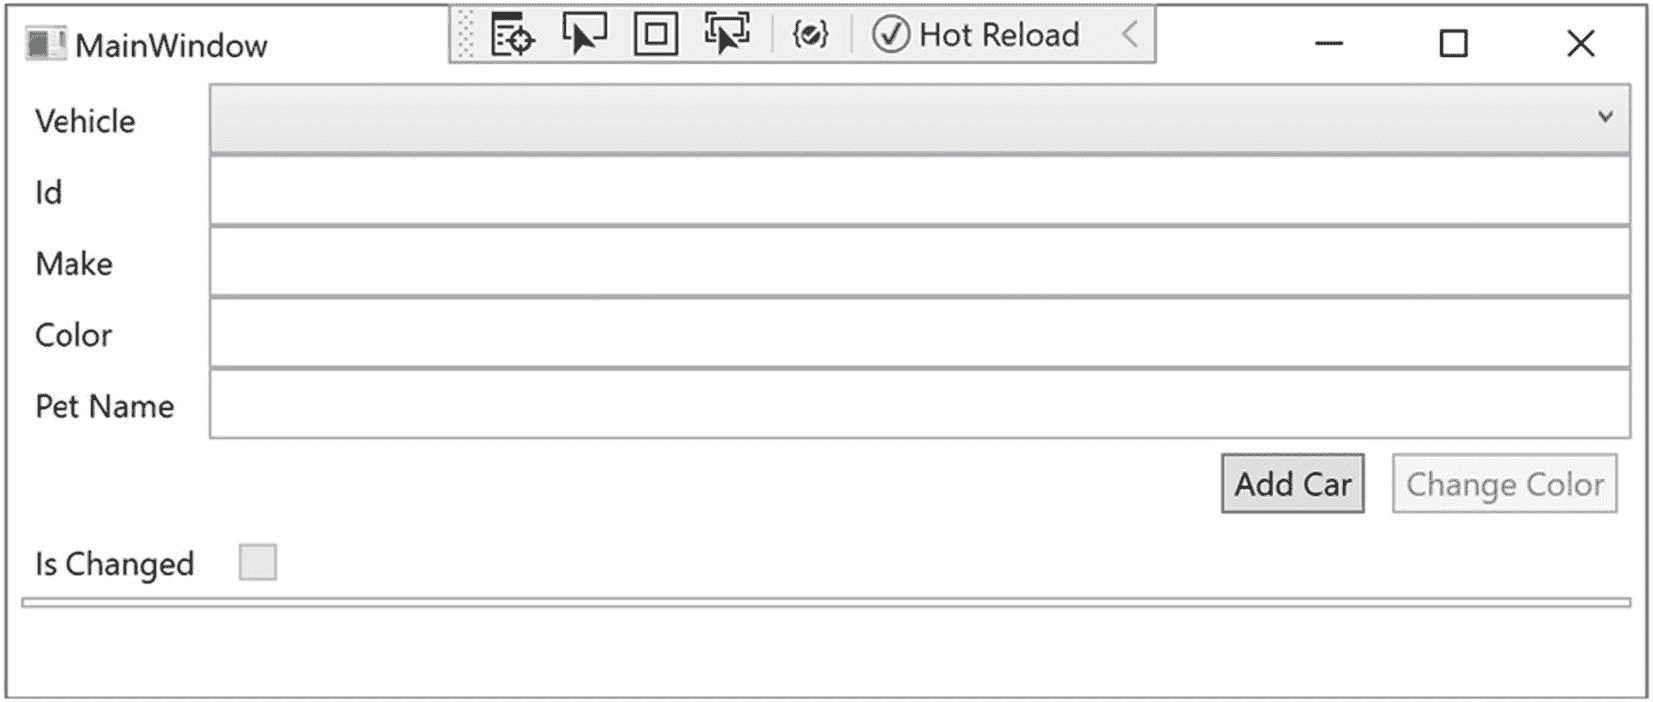 MainWindow
Hot Reload
Vehicle
Id
Make
Color
Pet Name
Add Car
Change Color
Is Changed